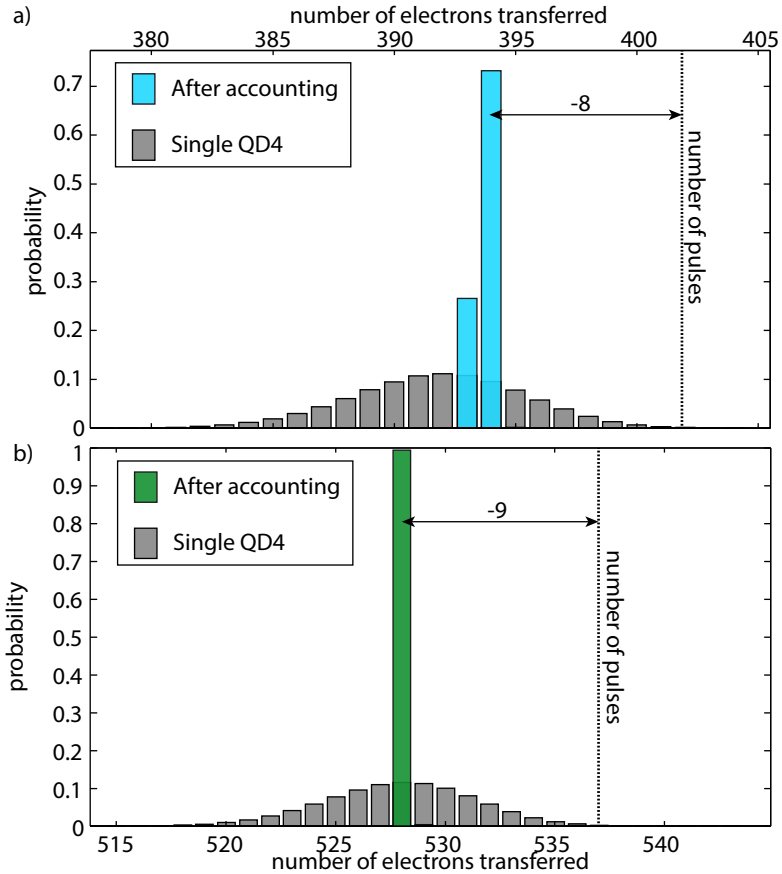 number of electrons transferred
a)
380 385 390 395 400 405
0.7
0.6
0.5
0.4
0.3
0.2
0.1
0
probability
After accounting
Single QD4
-8
number of pulses
b)
1
0.9
0.8
0.7
0.6
0.5
0.4
0.3
0.2
0.1
0
probability
After accounting
Single QD4
-9
number of pulses
515 520 525 530 535 540
number of electrons transferred